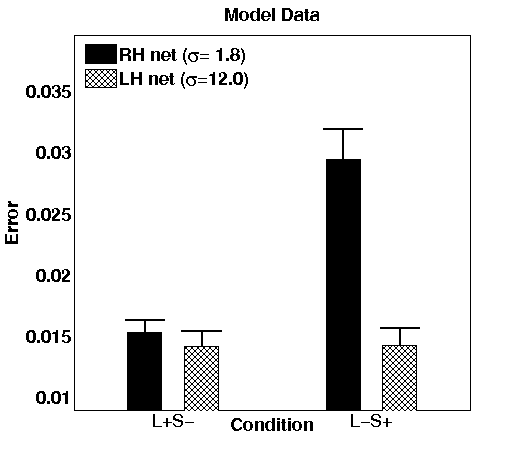 Model Data
RH net (σ= 1.8)
LH net (σ=12.0)
0.035
0.03
0.025
0.02
0.015
0.01
Error
L+S−
L−S+
Condition